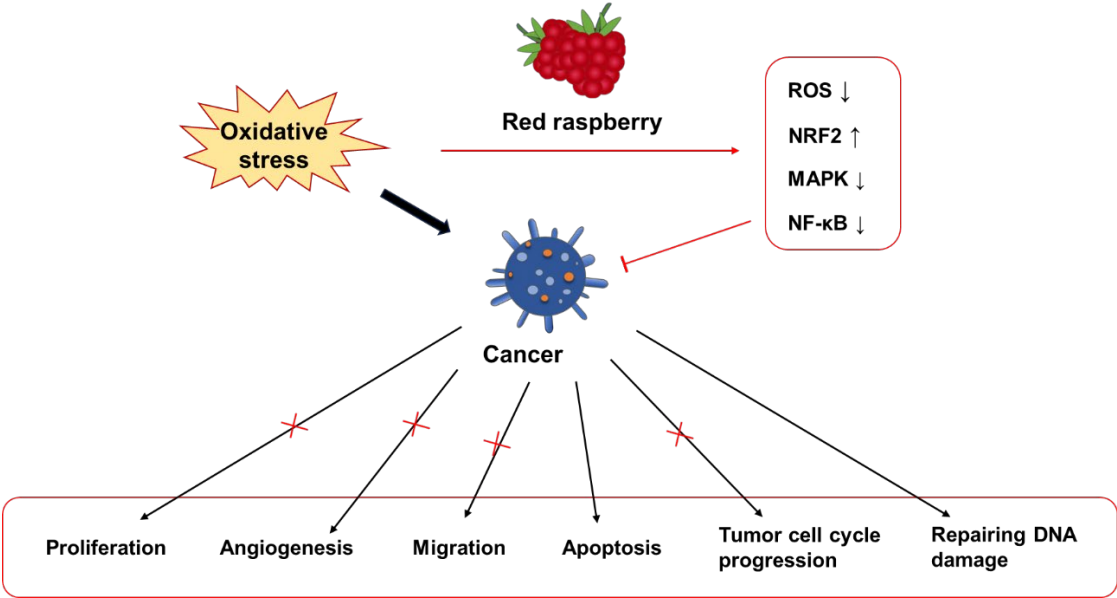 Red raspberry
Oxidative
stress
ROS ↓
NRF2 ↑
MAPK ↓
NF-κB ↓
Cancer
Proliferation
Angiogenesis
Migration
Apoptosis
Tumor cell cycle
progression
Repairing DNA
damage